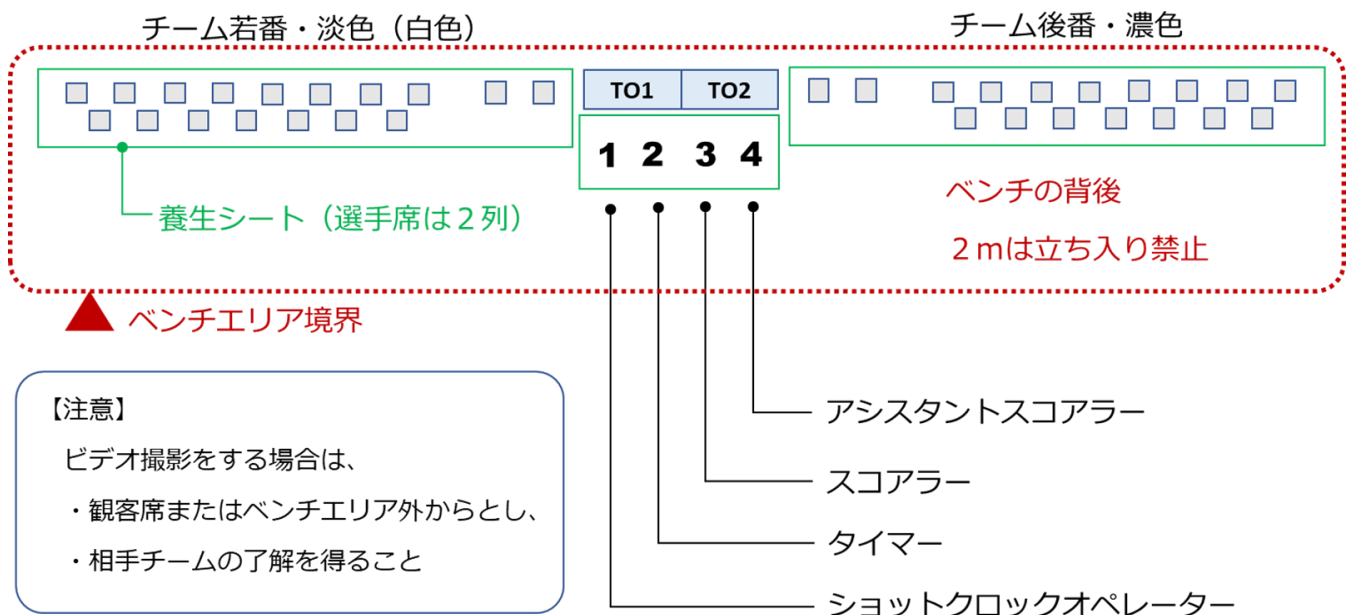 チーム若番・淡色（白色）
チーム後番・濃色
TO1 TO2
1 2 3 4
養生シート（選手席は２列）
ベンチの背後
２ｍは立ち入り禁止
ベンチエリア境界
【注意】
ビデオ撮影をする場合は、
・観客席またはベンチエリア外からとし、
・相手チームの了解を得ること
アシスタントスコアラー
スコアラー
タイマー
ショットクロックオペレーター